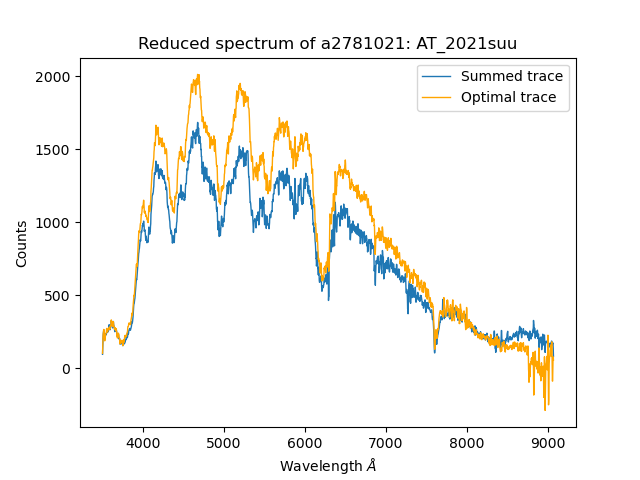 Reduced spectrum of a2781021: AT_2021suu
Summed trace
Optimal trace
Counts
2000
1500
1000
500
0
4000 5000 6000 7000 8000 9000
Wavelength Å